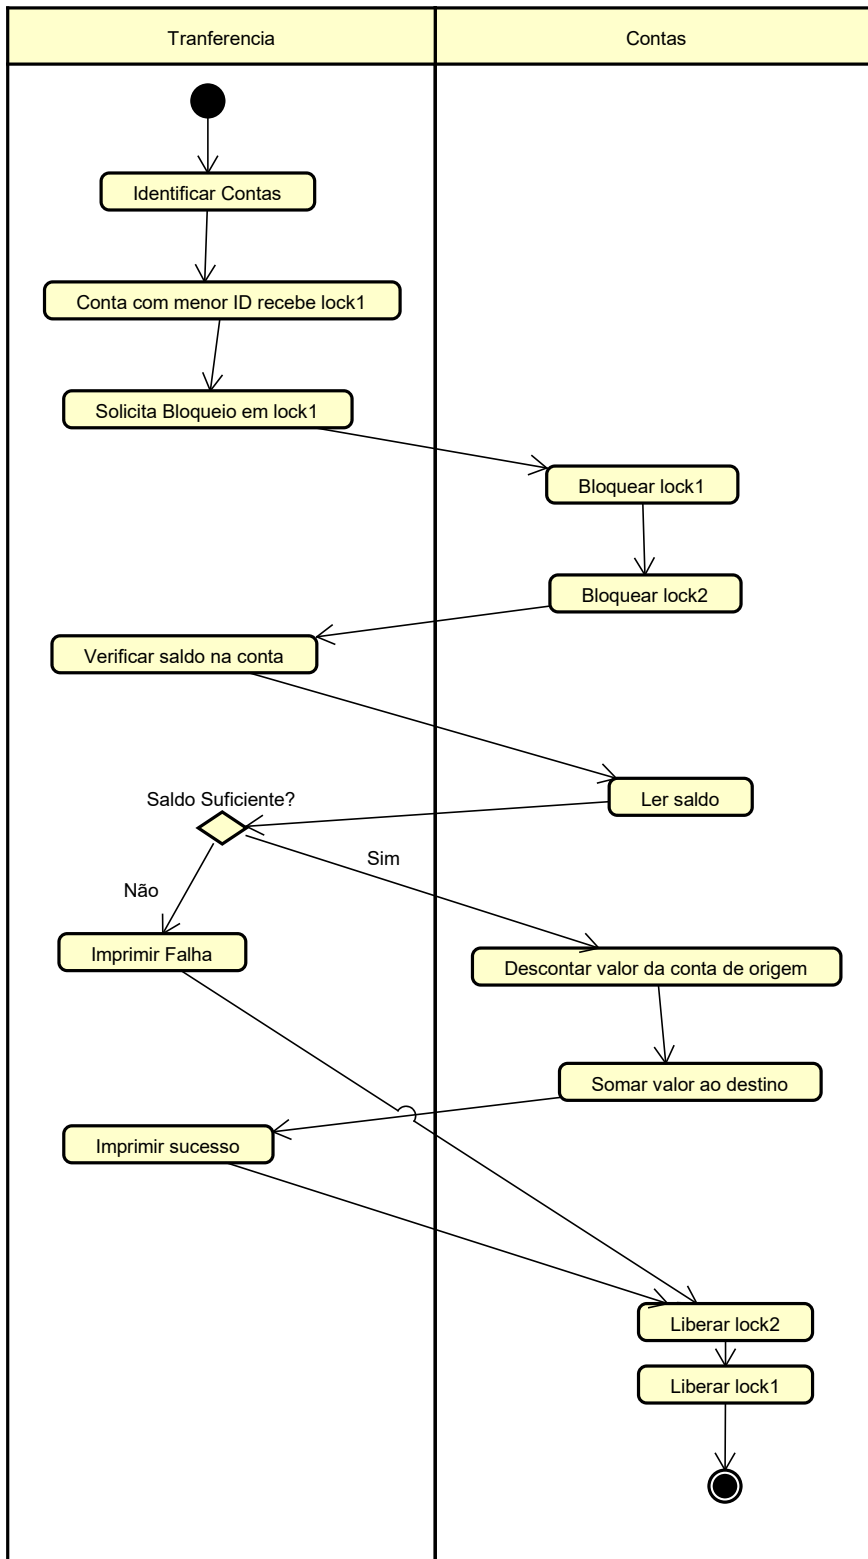 Tranferencia
Contas
Identificar Contas
Conta com menor ID recebe lock1
Solicita Bloqueio em lock1
Bloquear lock1
Bloquear lock2
Verificar saldo na conta
Ler saldo
Saldo Suficiente?
Sim
Não
Imprimir Falha
Descontar valor da conta de origem
Somar valor ao destino
Imprimir sucesso
Liberar lock2
Liberar lock1